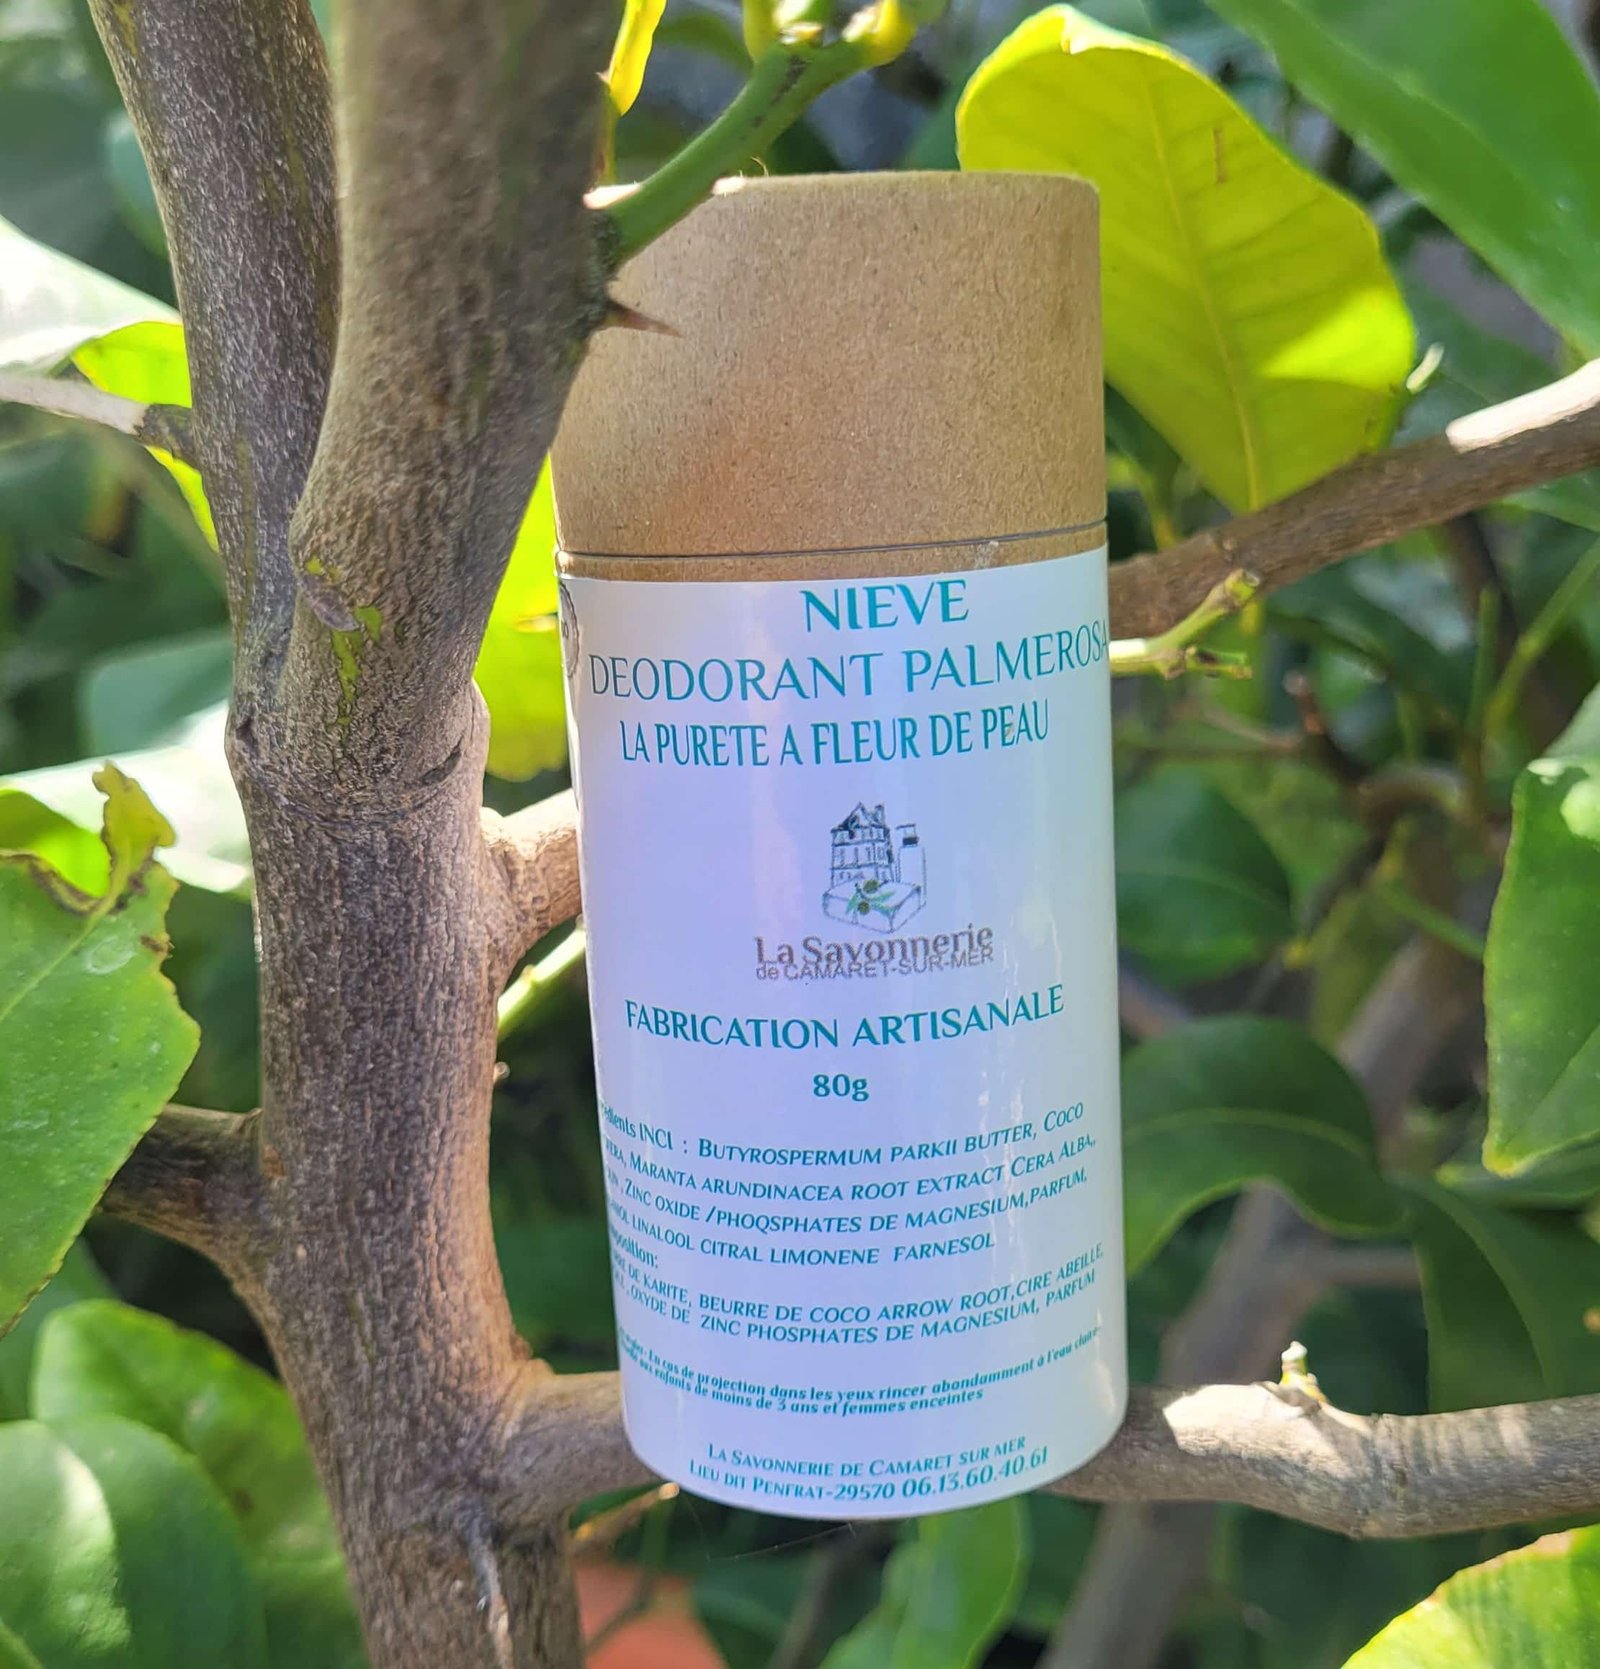 NIEVE
DEODORANT PALMEROSA
LA PURETE A FLEUR DE PEAU
La Savonnerie
de CAMARET-SUR-MER
FABRICATION ARTISANALE
80g
INCI : BUTYROSPERMUM PARKII BUTTER, COCO
MARANTA ARUNDINACEA ROOT EXTRACT CERA ALBA,
, ZINC OXIDE /PHOQSPHATES DE MAGNESIUM,PARFUM,
LINALOOL CITRAL LIMONENE FARNESOL
DE KARITE, BEURRE DE COCO ARROW ROOT,CIRE ABEILLE,
, OXYDE DE ZINC PHOSPHATES DE MAGNESIUM, PARFUM
En cas de projection dans les yeux rincer abondamment à l'eau claire-
aux enfants de moins de 3 ans et femmes enceintes
LA SAVONNERIE DE CAMARET SUR MER
LIEU DIT PENFRAT-29570 06.13.60.40.61